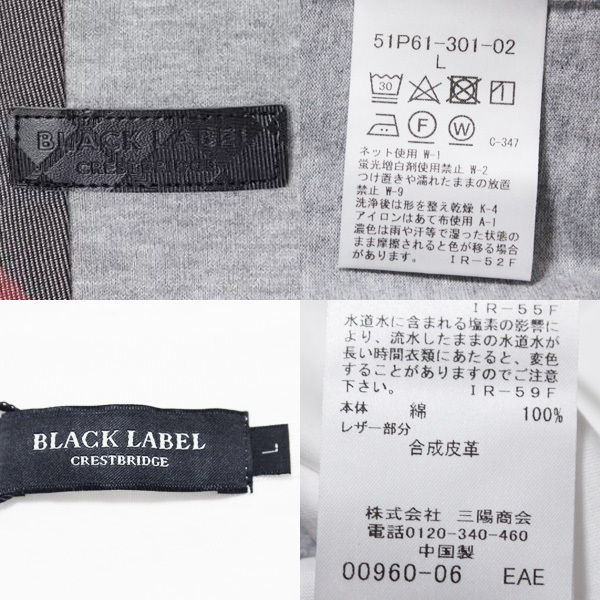 BLACK LABEL
CRESTBRIDGE
51P61-301-02
L
30
F
W
C-347
ネット使用 W-1
蛍光増白剤使用禁止 W-2
つけ置きや濡れたままの放置
禁止 W-9
洗浄後は形を整え乾燥 K-4
アイロンはあて布使用 A-1
濃色は雨や汗等で湿った状態の
まま摩擦されると色が移る場合
があります。 IR-52F
BLACK LABEL
CRESTBRIDGE
L
IR-55F
水道水に含まれる塩素の影響に
より、流水したままの水道水が
長い時間衣類にあたると、変色
することがありますのでご注意
下さい。 IR-59F
本体 綿 100%
レザー部分
合成皮革
株式会社 三陽商会
電話0120-340-460
中国製
00960-06 EAE